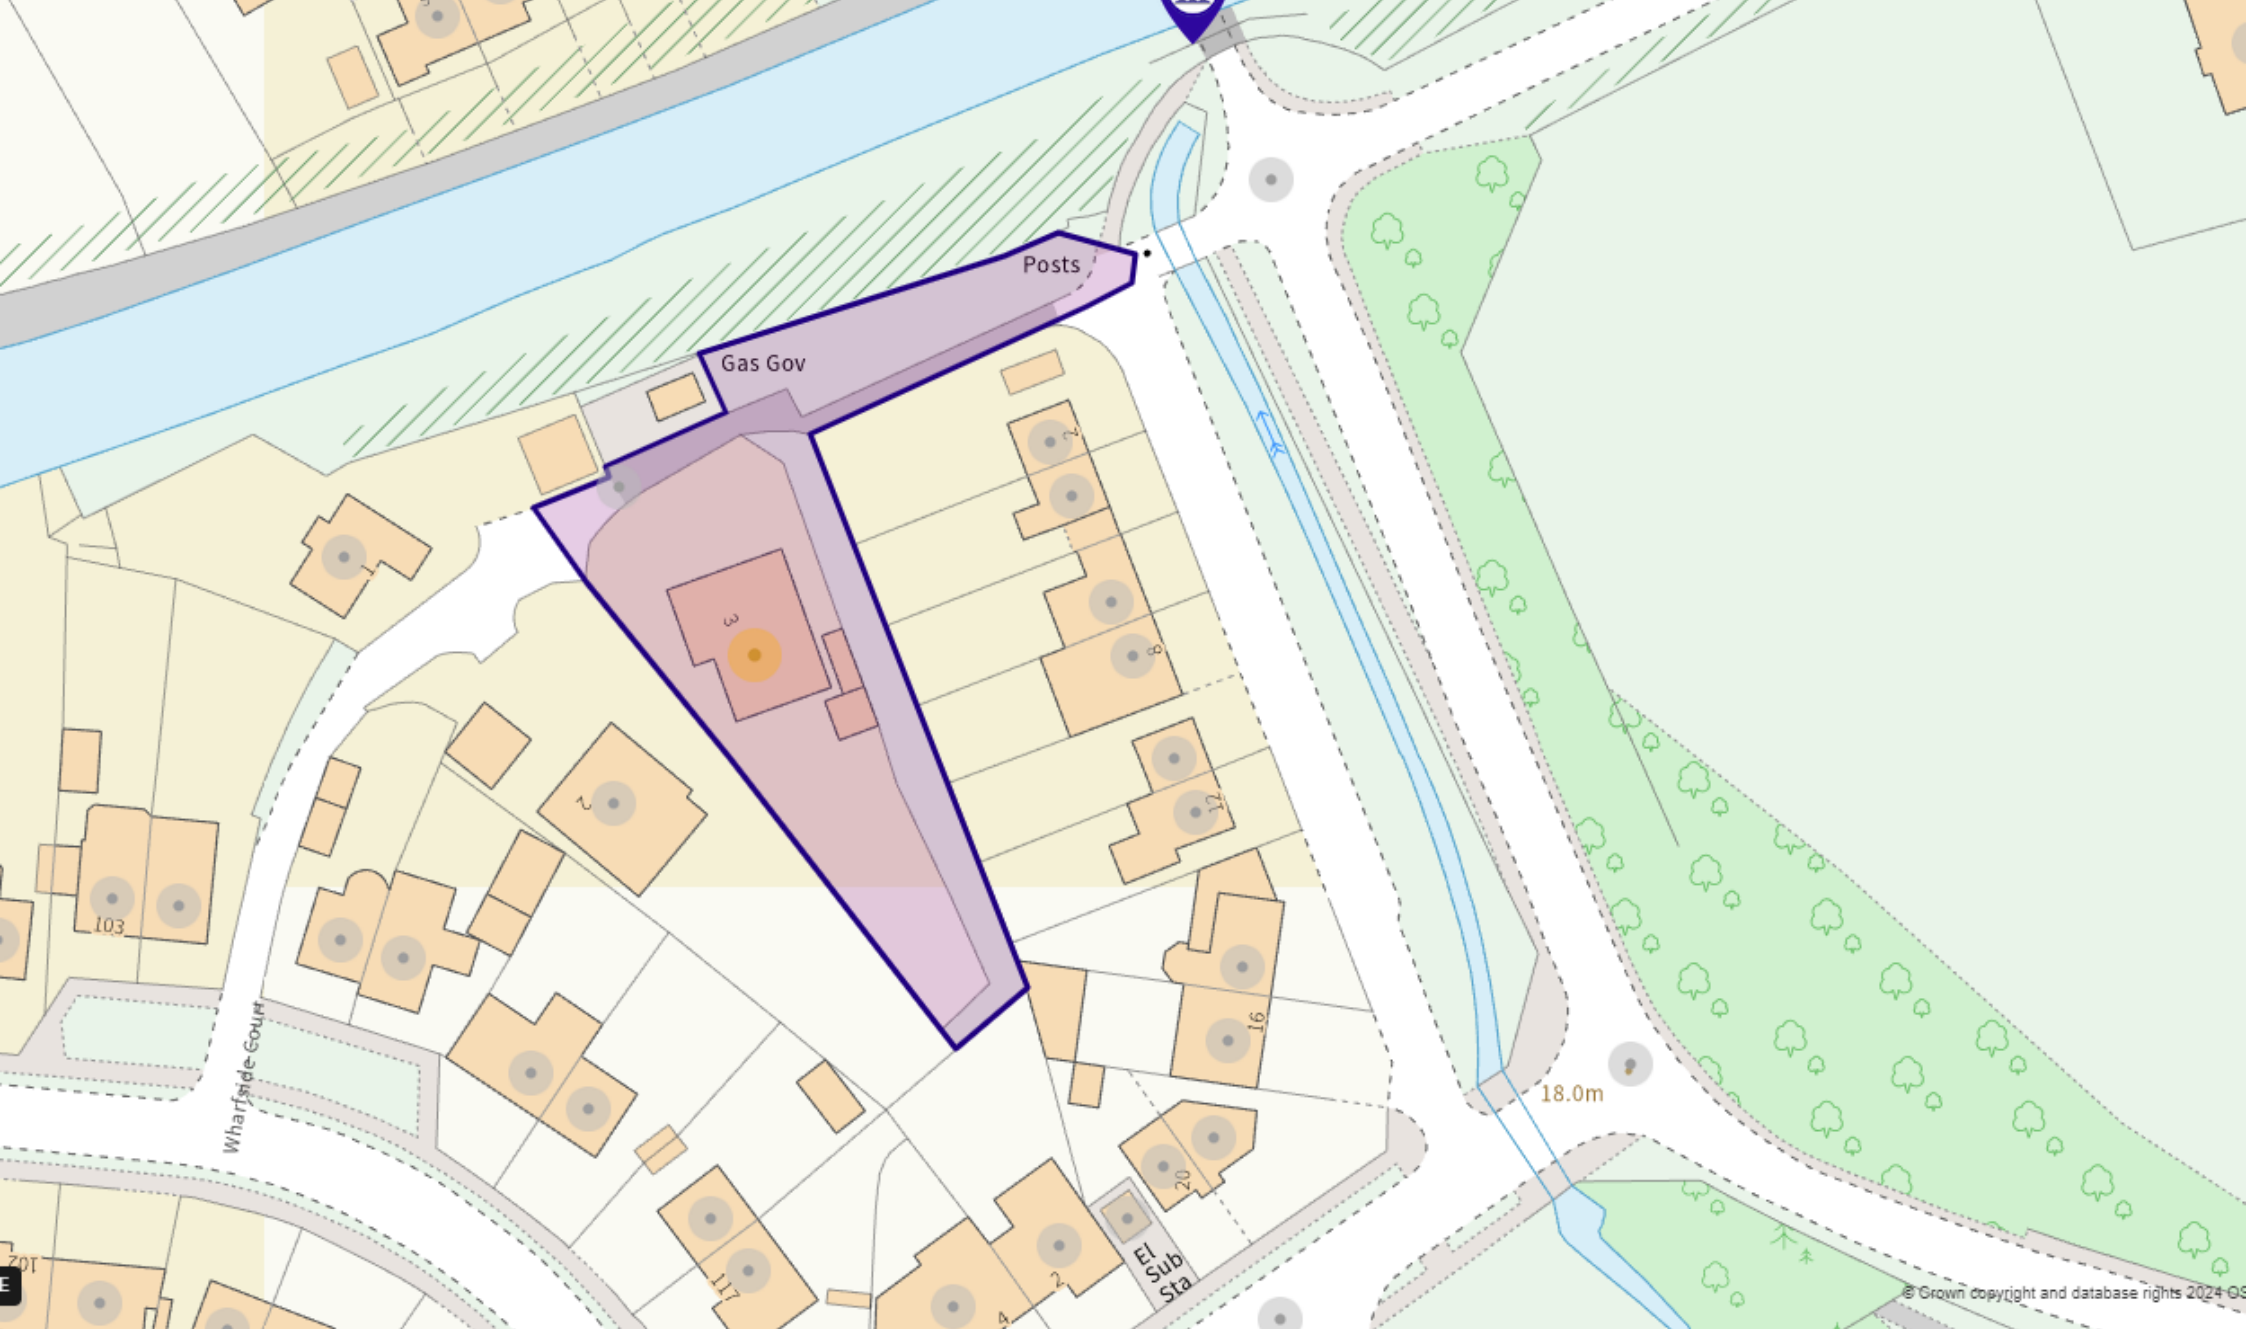 Posts
Gas Gov
2
1
3
8
2
12
103
16
18.0m
Wharfside Court
20
El
Sub
Sta
102
117
2
4
E
© Crown copyright and database rights 2024 OS